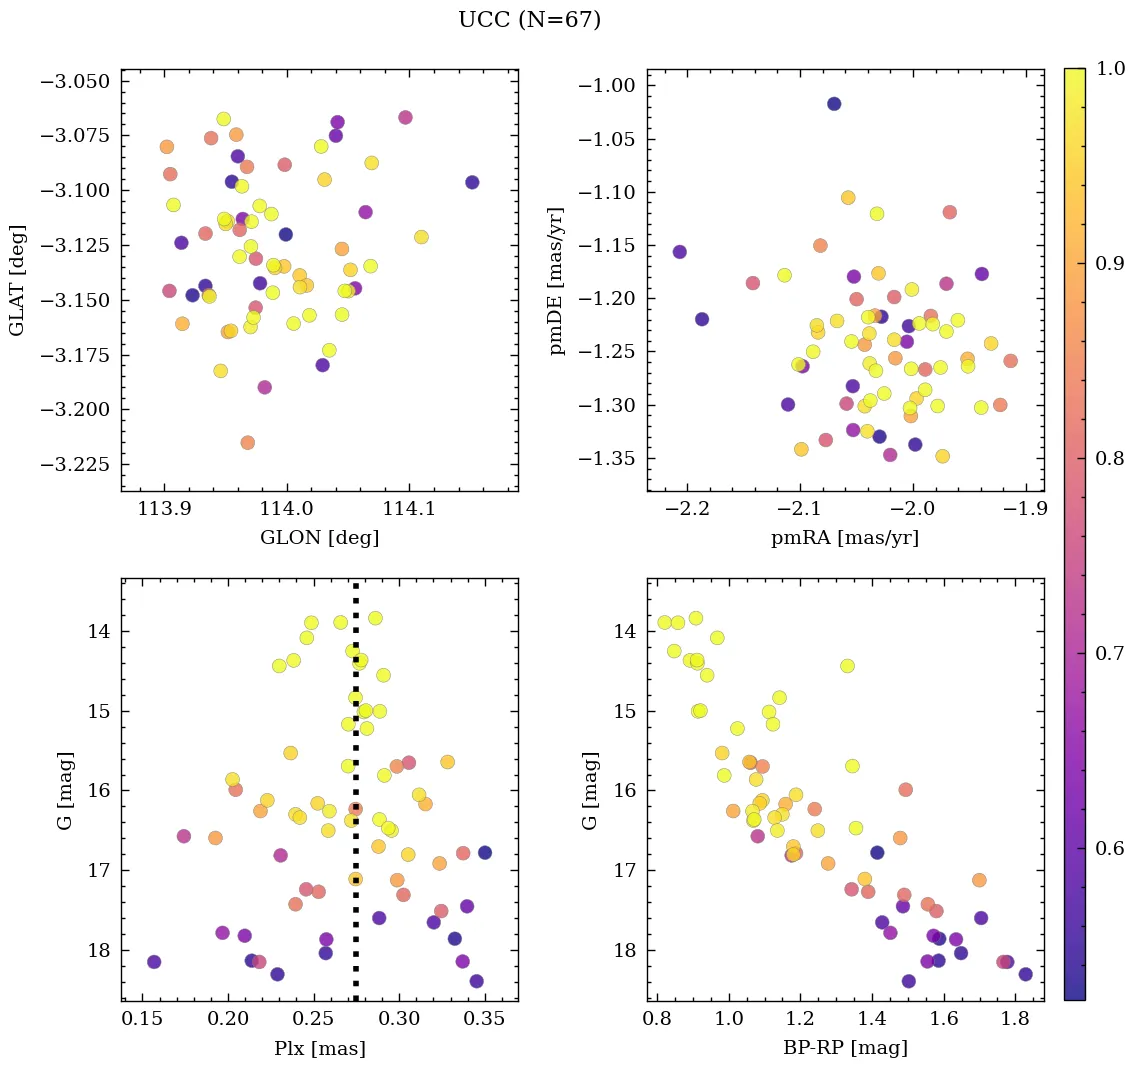 UCC (N=67)
−3.050
−3.075
−3.100
−3.125
−3.150
−3.175
−3.200
−3.225
GLAT [deg]
113.9 114.0 114.1
GLON [deg]
−1.00
−1.05
−1.10
−1.15
−1.20
−1.25
−1.30
−1.35
pmDE [mas/yr]
−2.2 −2.1 −2.0 −1.9
pmRA [mas/yr]
14
15
16
17
18
G [mag]
0.15 0.20 0.25 0.30 0.35
Plx [mas]
14
15
16
17
18
G [mag]
0.8 1.0 1.2 1.4 1.6 1.8
BP-RP [mag]
1.0
0.9
0.8
0.7
0.6